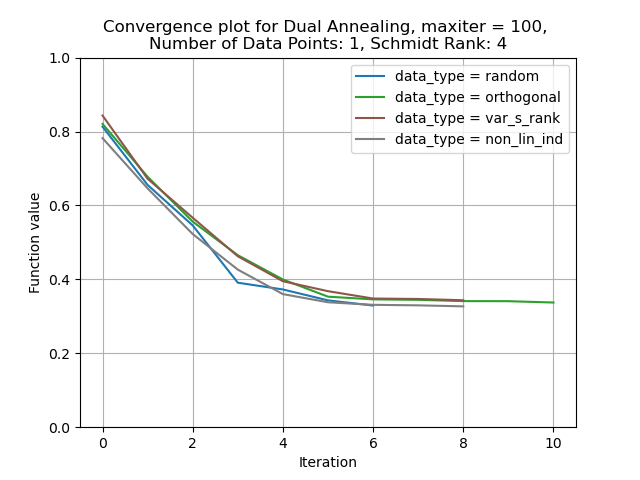 Convergence plot for Dual Annealing, maxiter = 100,
Number of Data Points: 1, Schmidt Rank: 4
data_type = random
data_type = orthogonal
data_type = var_s_rank
data_type = non_lin_ind
Function value
1.0
0.8
0.6
0.4
0.2
0.0
0 2 4 6 8 10
Iteration